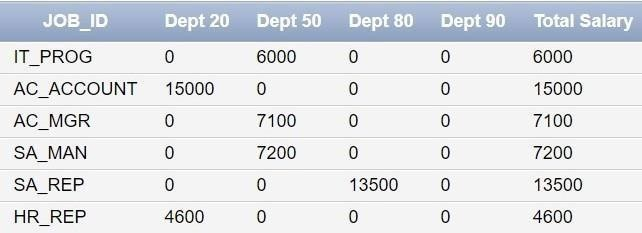 JOB_ID Dept 20 Dept 50 Dept 80 Dept 90 Total Salary
IT_PROG 0 6000 0 0 6000
AC_ACCOUNT 15000 0 0 0 15000
AC_MGR 0 7100 0 0 7100
SA_MAN 0 7200 0 0 7200
SA_REP 0 0 13500 0 13500
HR_REP 4600 0 0 0 4600